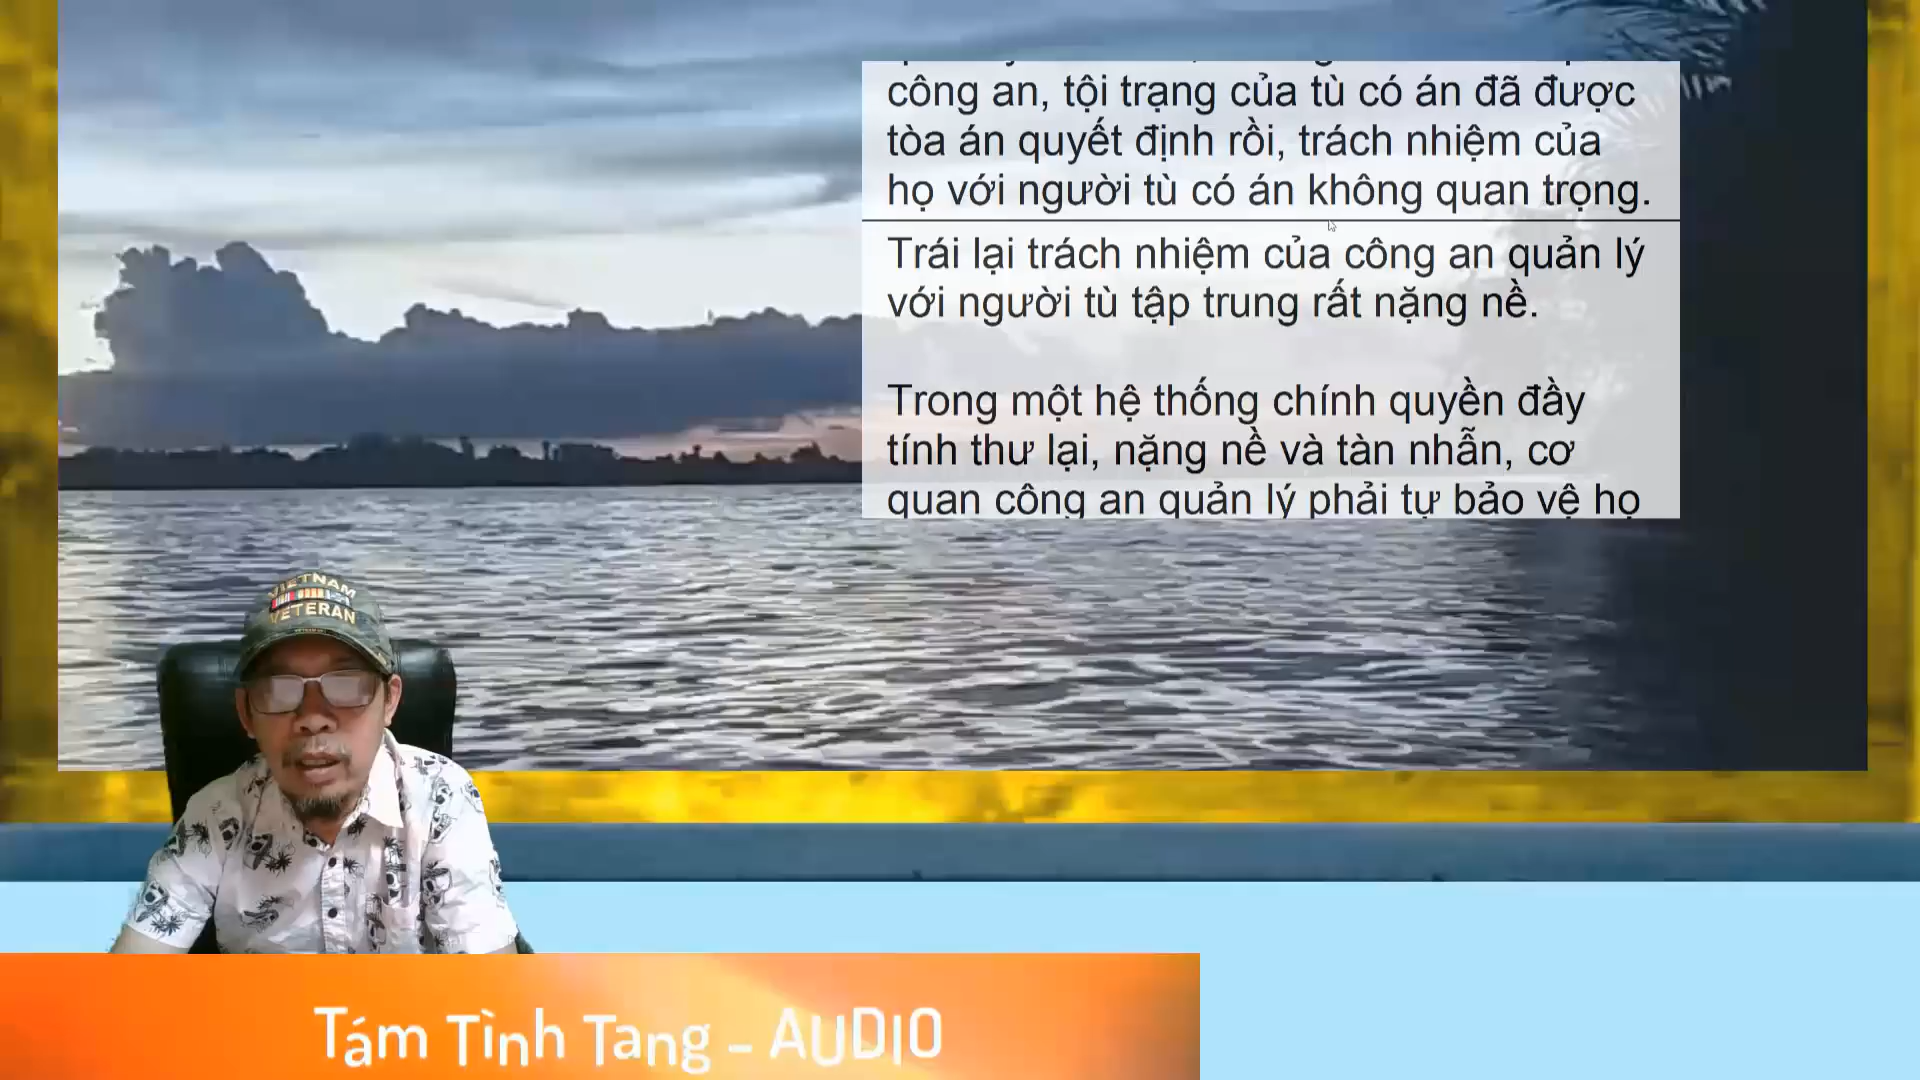 công an, tội trạng của tù có án đã được
tòa án quyết định rồi, trách nhiệm của
họ với người tù có án không quan trọng.
Trái lại trách nhiệm của công an quản lý
với người tù tập trung rất nặng nề.
Trong một hệ thống chính quyền đầy
tính thư lại, nặng nề và tàn nhẫn, cơ
quan công an quản lý phải tự bảo vệ họ
VIETNAM
VETERAN
Tám Tình Tang - AUDIO